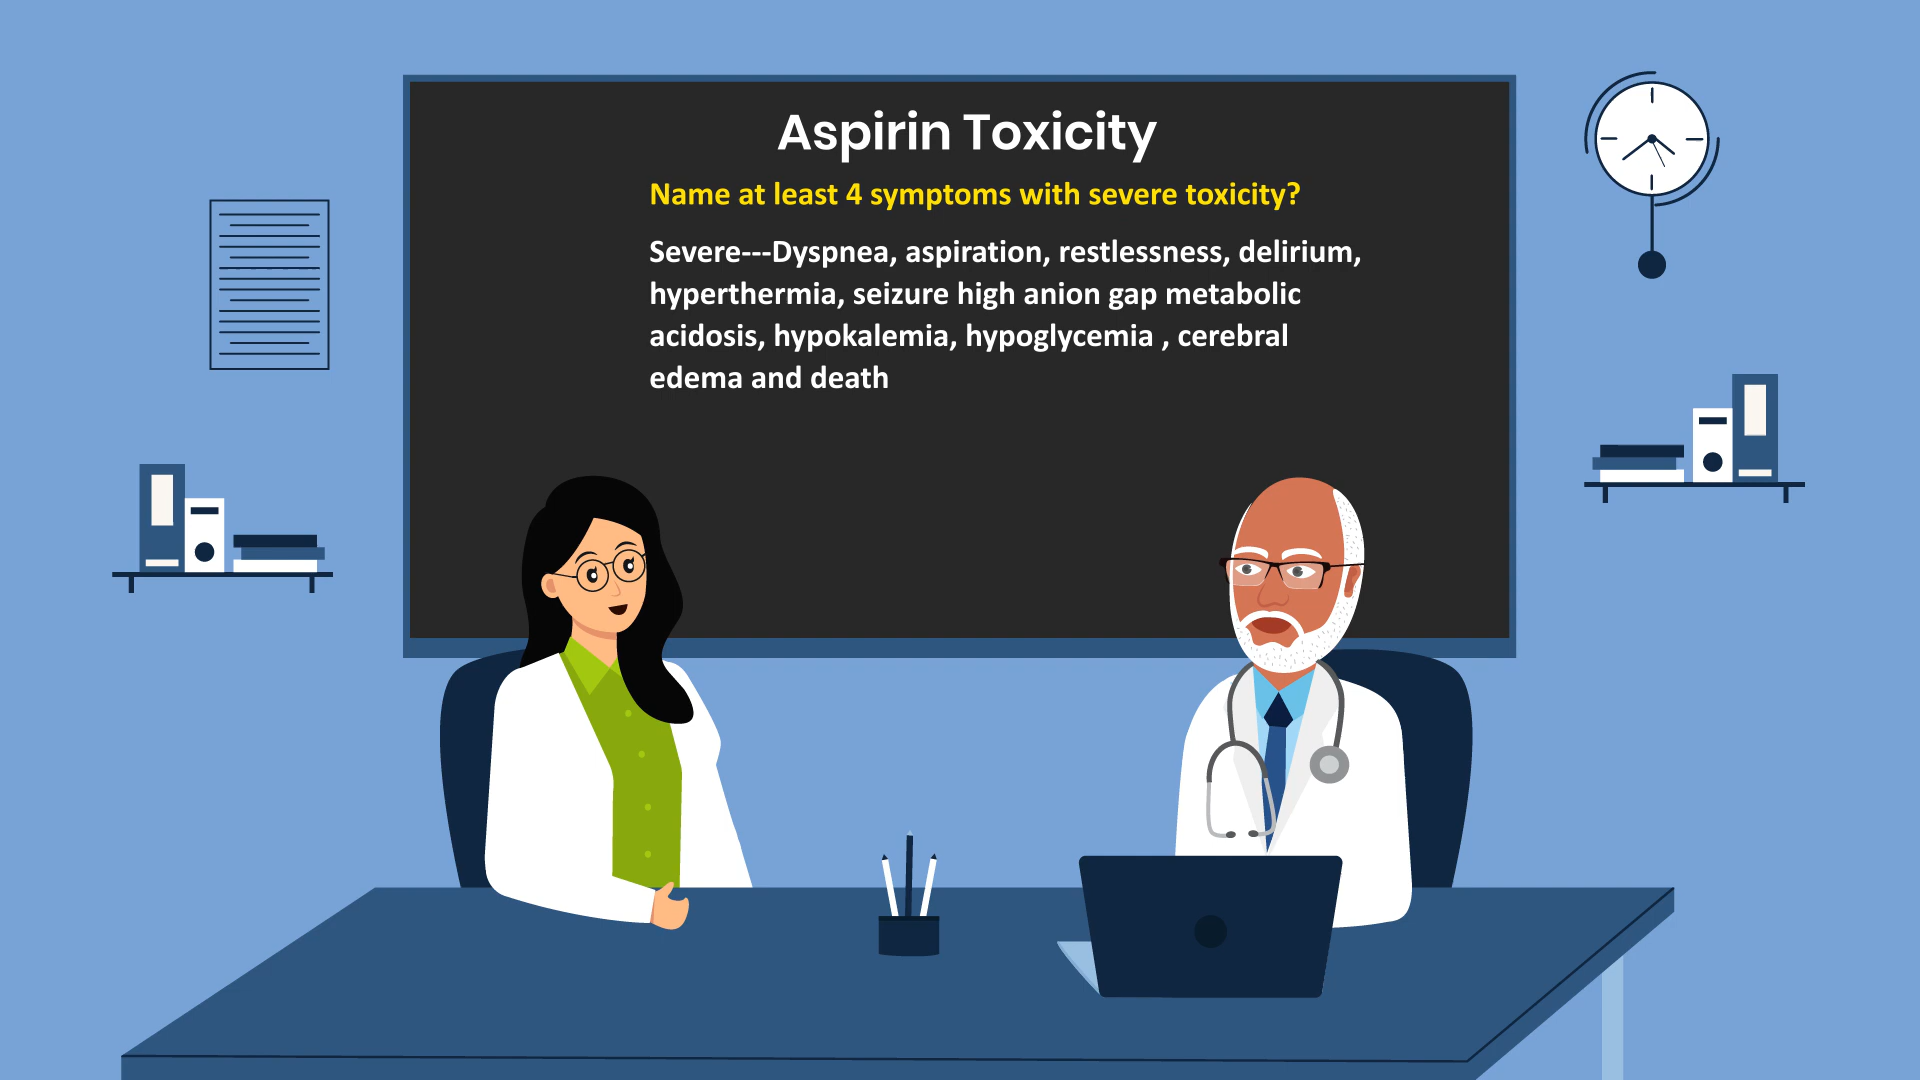 Aspirin Toxicity
Name at least 4 symptoms with severe toxicity?
Severe---Dyspnea, aspiration, restlessness, delirium,
hyperthermia, seizure high anion gap metabolic
acidosis, hypokalemia, hypoglycemia , cerebral
edema and death